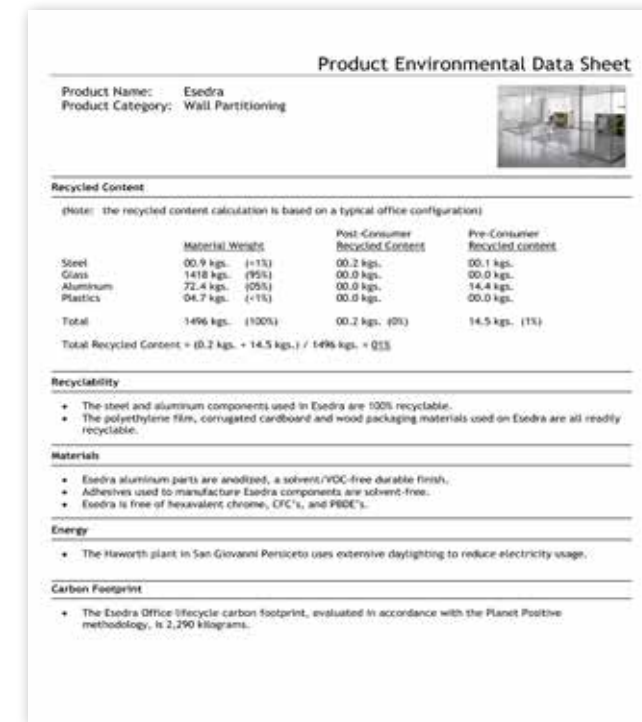 Product Environmental Data Sheet
Product Name: Esedra
Product Category: Wall Partitioning
Recycled Content
(Note: the recycled content calculation is based on a typical office configuration)
Material Weight Post-Consumer Recycled Content Pre-Consumer Recycled content
Steel 00.9 kgs. (<1%) 00.2 kgs. 00.1 kgs.
Glass 1418 kgs. (95%) 00.0 kgs. 00.0 kgs.
Aluminum 72.4 kgs. (05%) 00.0 kgs. 14.4 kgs.
Plastics 04.7 kgs. (<1%) 00.0 kgs. 00.0 kgs.
Total 1496 kgs. (100%) 00.2 kgs. (0%) 14.5 kgs. (1%)
Total Recycled Content = (0.2 kgs. + 14.5 kgs.) / 1496 kgs. = 01%
Recyclability
• The steel and aluminum components used in Esedra are 100% recyclable.
• The polyethylene film, corrugated cardboard and wood packaging materials used on Esedra are all readily
recyclable.
Materials
• Esedra aluminum parts are anodized, a solvent/VOC-free durable finish.
• Adhesives used to manufacture Esedra components are solvent-free.
• Esedra is free of hexavalent chrome, CFC's, and PBDE's.
Energy
• The Haworth plant in San Giovanni Persiceto uses extensive daylighting to reduce electricity usage.
Carbon Footprint
• The Esedra Office lifecycle carbon footprint, evaluated in accordance with the Planet Positive
methodology, is 2,290 kilograms.